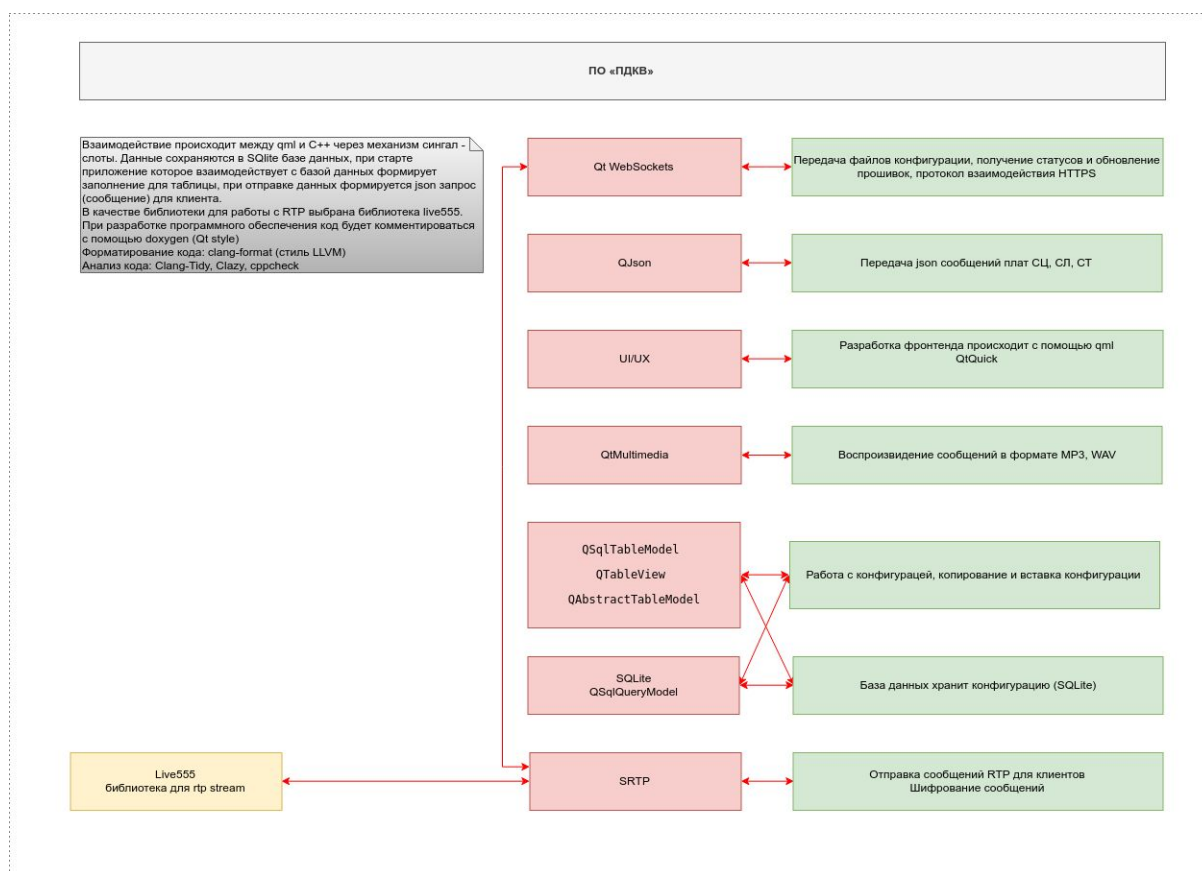 ПО «ПДКВ»
Взаимодействие происходит между qml и C++ через механизм сингал -
слоты. Данные сохраняются в SQlite базе данных, при старте
приложение которое взаимодействует с базой данных формирует
заполнение для таблицы, при отправке данных формируется json запрос
(сообщение) для клиента.
В качестве библиотеки для работы с RTP выбрана библиотека live555.
При разработке программного обеспечения код будет комментироваться
с помощью doxygen (Qt style)
Форматирование кода: clang-format (стиль LLVM)
Анализ кода: Clang-Tidy, Clazy, cppcheck
Qt WebSockets
Передача файлов конфигурации, получение статусов и обновление
прошивок, протокол взаимодействия HTTPS
QJson
Передача json сообщений плат СЦ, СЛ, СТ
UI/UX
Разработка фронтенда происходит с помощью qml
QtQuick
QtMultimedia
Воспроизвидение сообщений в формате MP3, WAV
QSqlTableModel
QTableView
QAbstractTableModel
Работа с конфигурацей, копирование и вставка конфигурации
SQLite
QSqlQueryModel
База данных хранит конфигурацию (SQLite)
Live555
библиотека для rtp stream
SRTP
Отправка сообщений RTP для клиентов
Шифрование сообщений